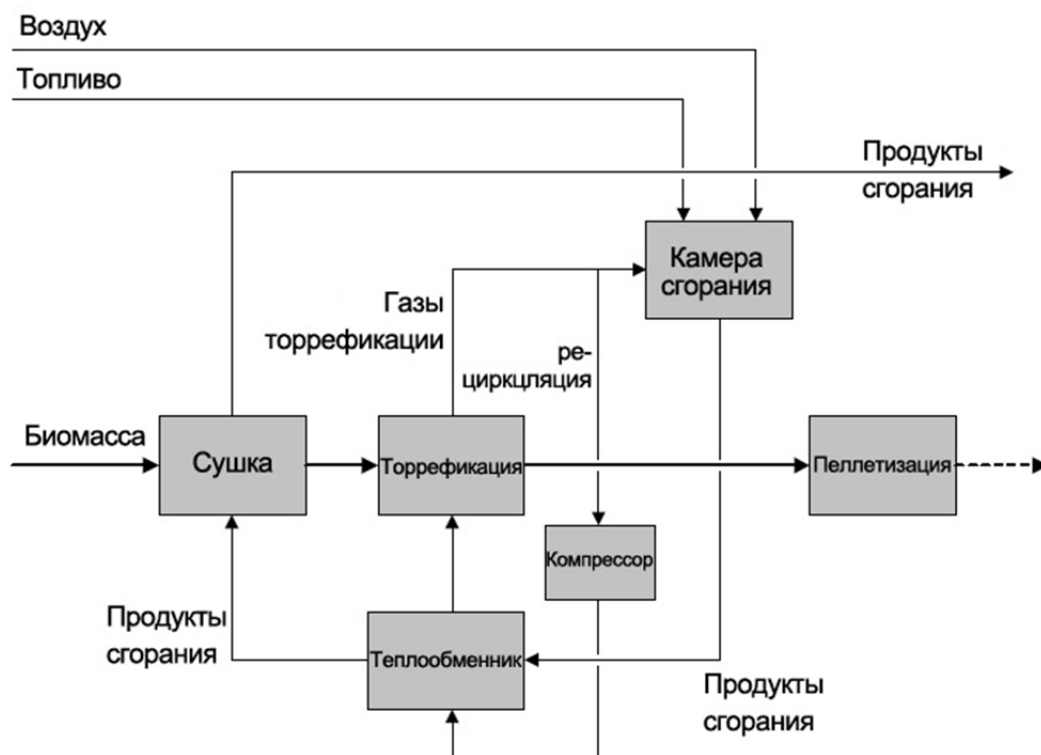 Воздух
Топливо
Продукты
сгорания
Камера
сгорания
Газы
торрефикации
ре-
циркцляция
Биомасса
Сушка
Торрефикация
Пеллетизация
Компрессор
Продукты
сгорания
Теплообменник
Продукты
сгорания